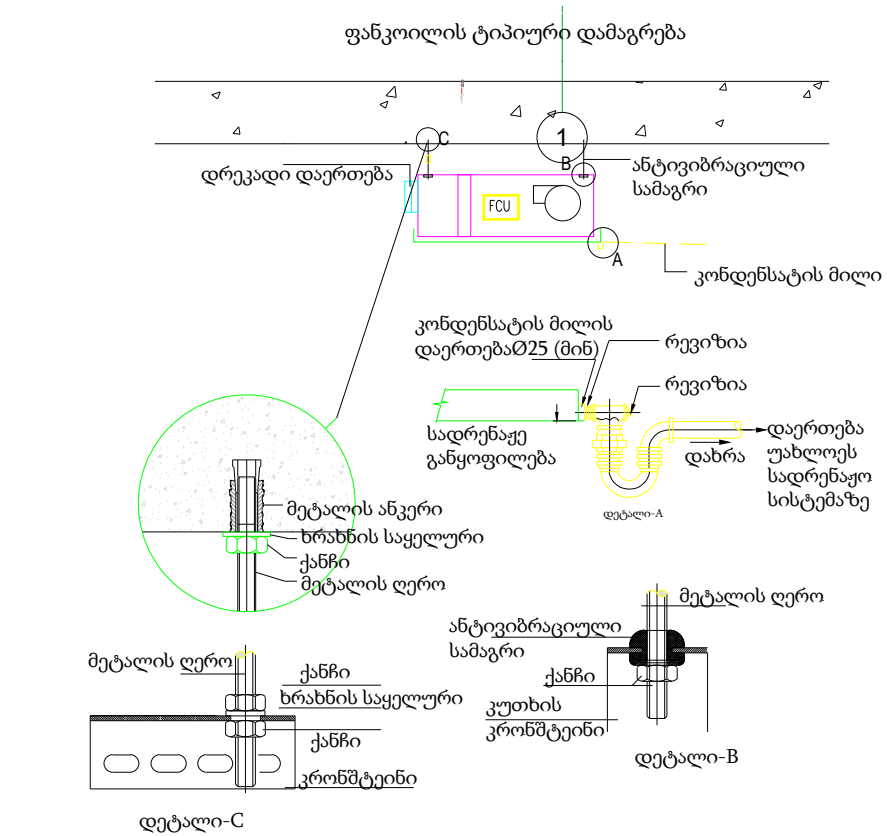 ფანკოილის ტიპიური დამაგრება
C
1
B
დრეკადი დაერთება
ანტივიბრაციული
სამაგრი
FCU
A
კონდენსატის მილი
კონდენსატის მილის
დაერთებაØ25 (მინ)
რევიზია
რევიზია
სადრენაჟე
განყოფილება
დახრა
დაერთება
უახლოეს
სადრენაჟო
სისტემაზე
დეტალი-A
მეტალის ანკერი
ხრახნის საყელური
ქანჩი
მეტალის ღერო
მეტალის ღერო
ანტივიბრაციული
სამაგრი
ქანჩი
კუთხის
კრონშტეინი
დეტალი-B
მეტალის ღერო
ქანჩი
ხრახნის საყელური
ქანჩი
კრონშტეინი
დეტალი-C